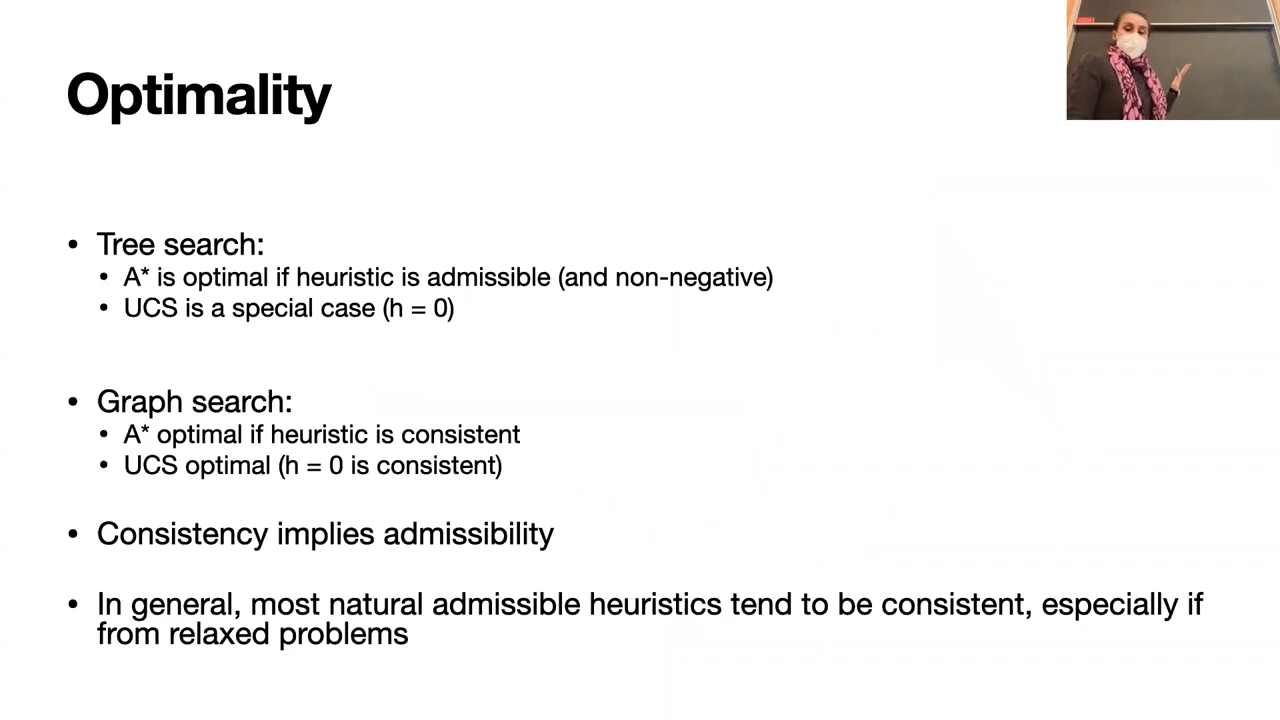 Optimality
• Tree search:
• A* is optimal if heuristic is admissible (and non-negative)
• UCS is a special case (h = 0)
• Graph search:
• A* optimal if heuristic is consistent
• UCS optimal (h = 0 is consistent)
• Consistency implies admissibility
• In general, most natural admissible heuristics tend to be consistent, especially if
from relaxed problems